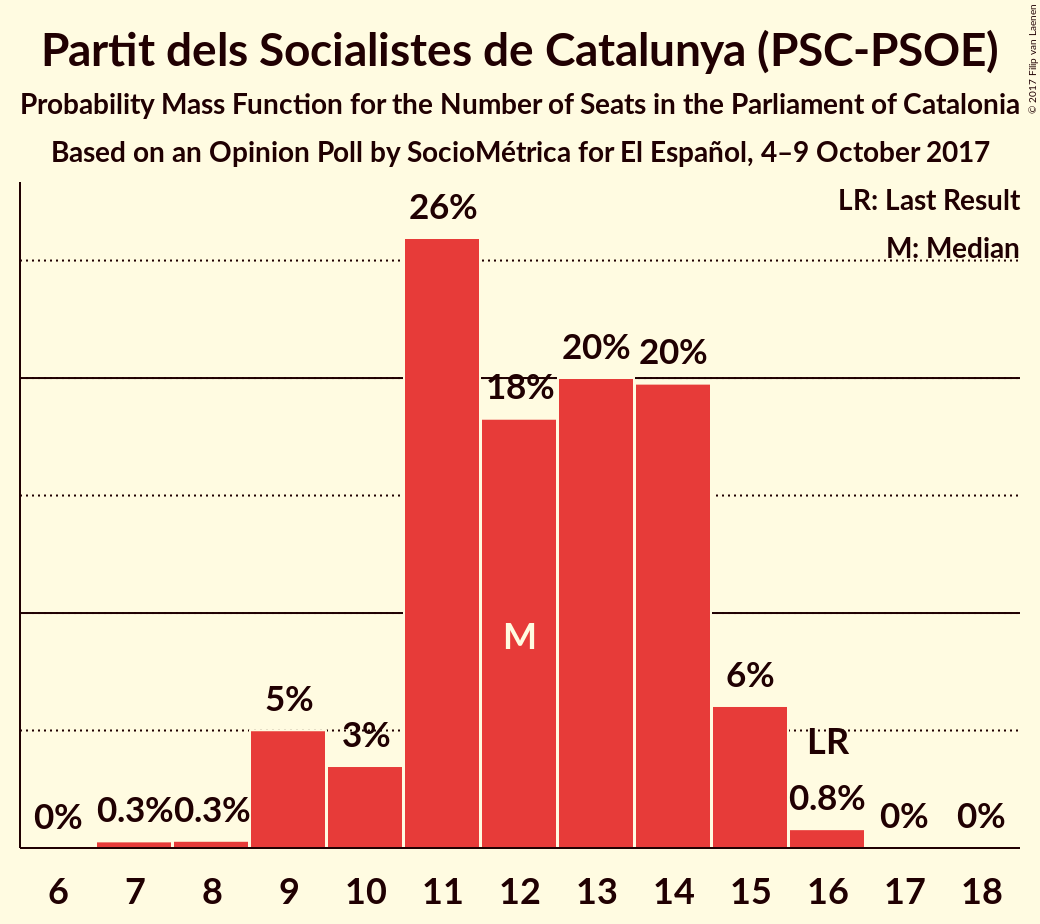 Partit dels Socialistes de Catalunya (PSC-PSOE)
Probability Mass Function for the Number of Seats in the Parliament of Catalonia
Based on an Opinion Poll by SocioMétrica for El Español, 4–9 October 2017
© 2017 Filip van Laenen
LR: Last Result
M: Median
26%
20%
20%
18%
M
6%
5%
3%
LR
0.8%
0.3%
0.3%
0%
0%
0%
6 7 8 9 10 11 12 13 14 15 16 17 18